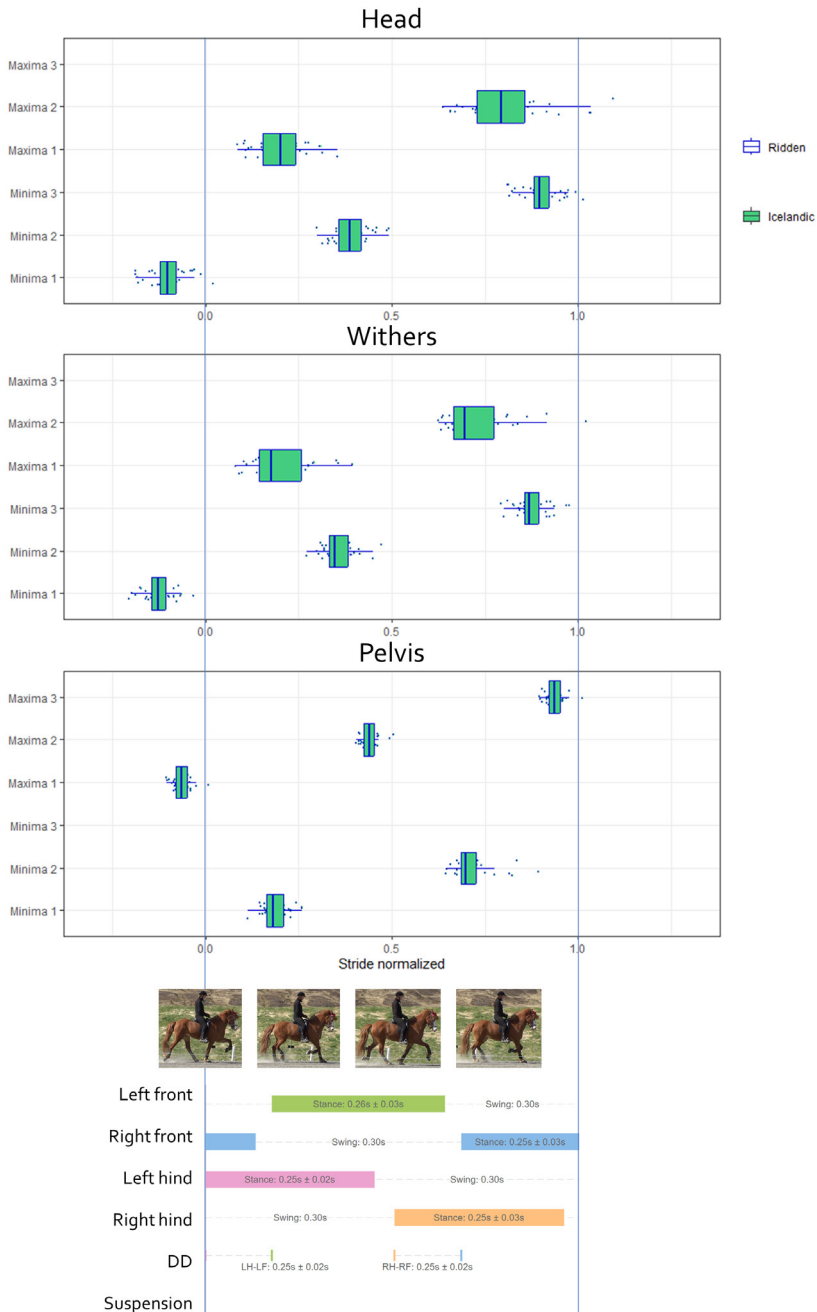 Head
Maxima 3
Maxima 2
Maxima 1
Minima 3
Minima 2
Minima 1
0.0 0.5 1.0
Ridden
Icelandic
Withers
Maxima 3
Maxima 2
Maxima 1
Minima 3
Minima 2
Minima 1
0.0 0.5 1.0
Pelvis
Maxima 3
Maxima 2
Maxima 1
Minima 3
Minima 2
Minima 1
0.0 0.5 1.0
Stride normalized
Left front Stance: 0.26s ± 0.03s Swing: 0.30s
Right front Swing: 0.30s Stance: 0.25s ± 0.03s
Left hind Stance: 0.25s ± 0.02s Swing: 0.30s
Right hind Swing: 0.30s Stance: 0.25s ± 0.03s
DD LH-LF: 0.25s ± 0.02s RH-RF: 0.25s ± 0.02s
Suspension